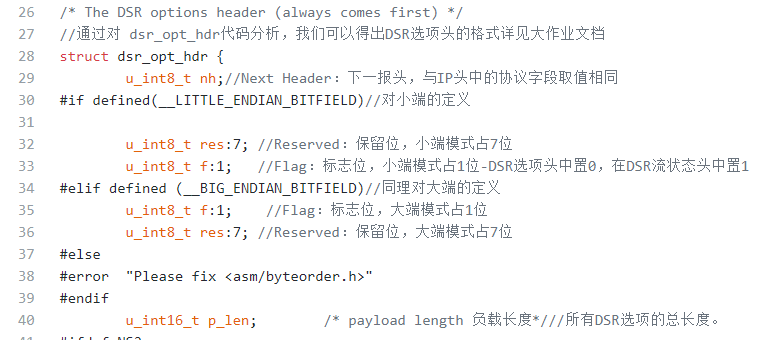 26 /* The DSR options header (always comes first) */
27 //通过对 dsr_opt_hdr代码分析，我们可以得出DSR选项头的格式详见大作业文档
28 struct dsr_opt_hdr {
29 u_int8_t nh;//Next Header：下一报头，与IP头中的协议字段取值相同
30 #if defined(__LITTLE_ENDIAN_BITFIELD)//对小端的定义
31
32 u_int8_t res:7; //Reserved：保留位，小端模式占7位
33 u_int8_t f:1; //Flag：标志位，小端模式占1位-DSR选项头中置0，在DSR流状态头中置1
34 #elif defined (__BIG_ENDIAN_BITFIELD)//同理对大端的定义
35 u_int8_t f:1; //Flag：标志位，大端模式占1位
36 u_int8_t res:7; //Reserved：保留位，大端模式占7位
37 #else
38 #error "Please fix <asm/byteorder.h>"
39 #endif
40 u_int16_t p_len; /* payload length 负载长度*///所有DSR选项的总长度。